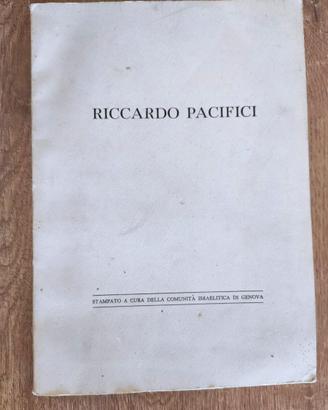 RICCARDO PACIFICI
STAMPATO A CURA DELLA COMUNITÀ ISRAELITICA DI GENOVA